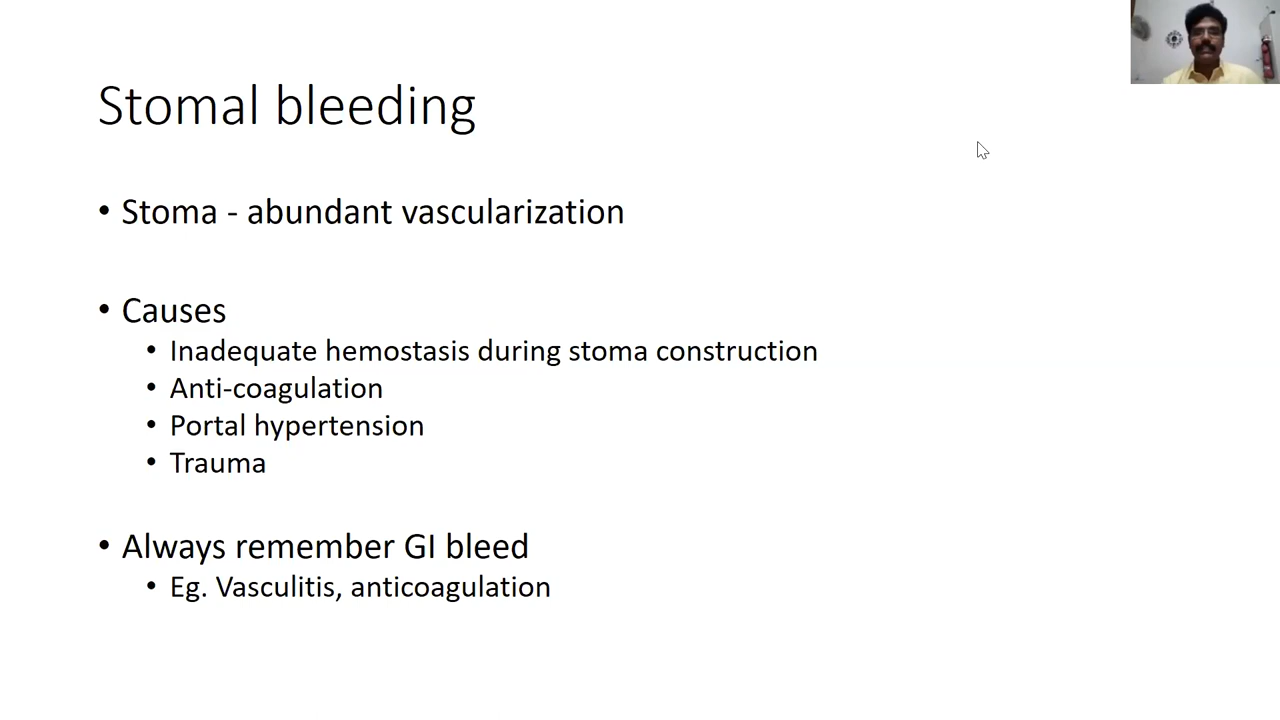 Stomal bleeding
• Stoma - abundant vascularization
• Causes
• Inadequate hemostasis during stoma construction
• Anti-coagulation
• Portal hypertension
• Trauma
• Always remember GI bleed
• Eg. Vasculitis, anticoagulation